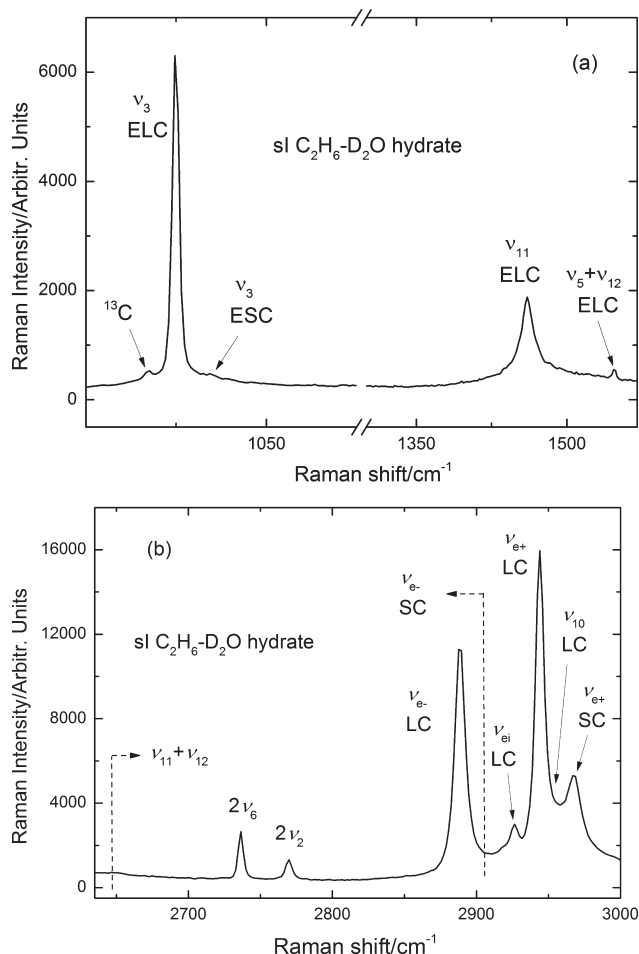 (a)
6000
4000
2000
0
Raman Intensity/Arbitr. Units
ν₃
ELC
sI C₂H₆-D₂O hydrate
¹³C
ν₃
ESC
ν₁₁
ELC
ν₅+ν₁₂
ELC
1050
1350
1500
Raman shift/cm⁻¹
(b)
16000
12000
8000
4000
0
Raman Intensity/Arbitr. Units
sI C₂H₆-D₂O hydrate
ν₁₁+ν₁₂
2ν₆
2ν₂
νₑ₋
LC
νₑ₋
SC
νₑᵢ
LC
νₑ₊
LC
ν₁₀
LC
νₑ₊
SC
2700
2800
2900
3000
Raman shift/cm⁻¹